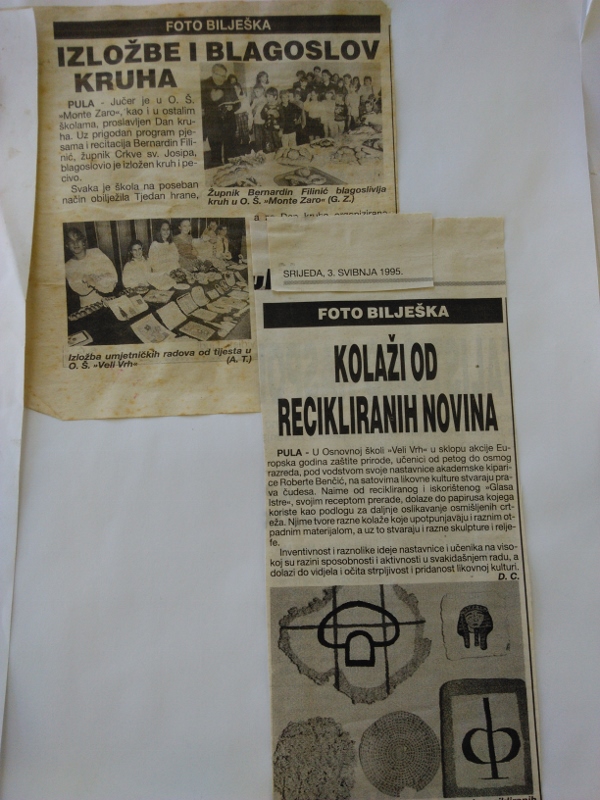 FOTO BILJEŠKA
IZLOŽBE I BLAGOSLOV
KRUHA
PULA - Jučer je u O. Š.
»Monte Zaro«, kao i u ostalim
školama, proslavljen Dan kru-
ha. Uz prigodan program pje-
sama i recitacija Bernardin Fili-
nić, župnik Crkve sv. Josipa,
blagoslovio je izložen kruh i pe-
civo.
Svaka je škola na poseban
način obilježila Tjedan hrane,
Župnik Bernardin Filinić blagoslivlja
kruh u O. Š. »Monte Zaro« (G. Z.)
Izložba umjetničkih radova od tijesta u
O. Š. »Veli Vrh« (A. T.)
SRIJEDA, 3. SVIBNJA 1995.
FOTO BILJEŠKA
KOLAŽI OD
RECIKLIRANIH NOVINA
PULA - U Osnovnoj školi »Veli Vrh« u sklopu akcije Eu-
ropska godina zaštite prirode, učenici od petog do osmog
razreda, pod vodstvom svoje nastavnice akademske kipari-
ce Roberte Benčić, na satovima likovne kulture stvaraju pra-
va čudesa. Naime od recikliranog i iskorištenog »Glasa
Istre«, svojim receptom prerade, dolaze do papirusa kojega
koriste kao podlogu za daljnje oslikavanje osmišljenih crt-
eža. Njime tvore razne kolaže koje upotpunjavaju i raznim ot-
padnim materijalom, a uz to stvaraju i razne skulpture i relje-
fe.
Inventivnost i raznolike ideje nastavnice i učenika na viso-
koj su razini sposobnosti i aktivnosti u svakidašnjem radu, a
dolazi do vidjela i očita strpljivost i pridanost likovnoj kulturi.
D. C.